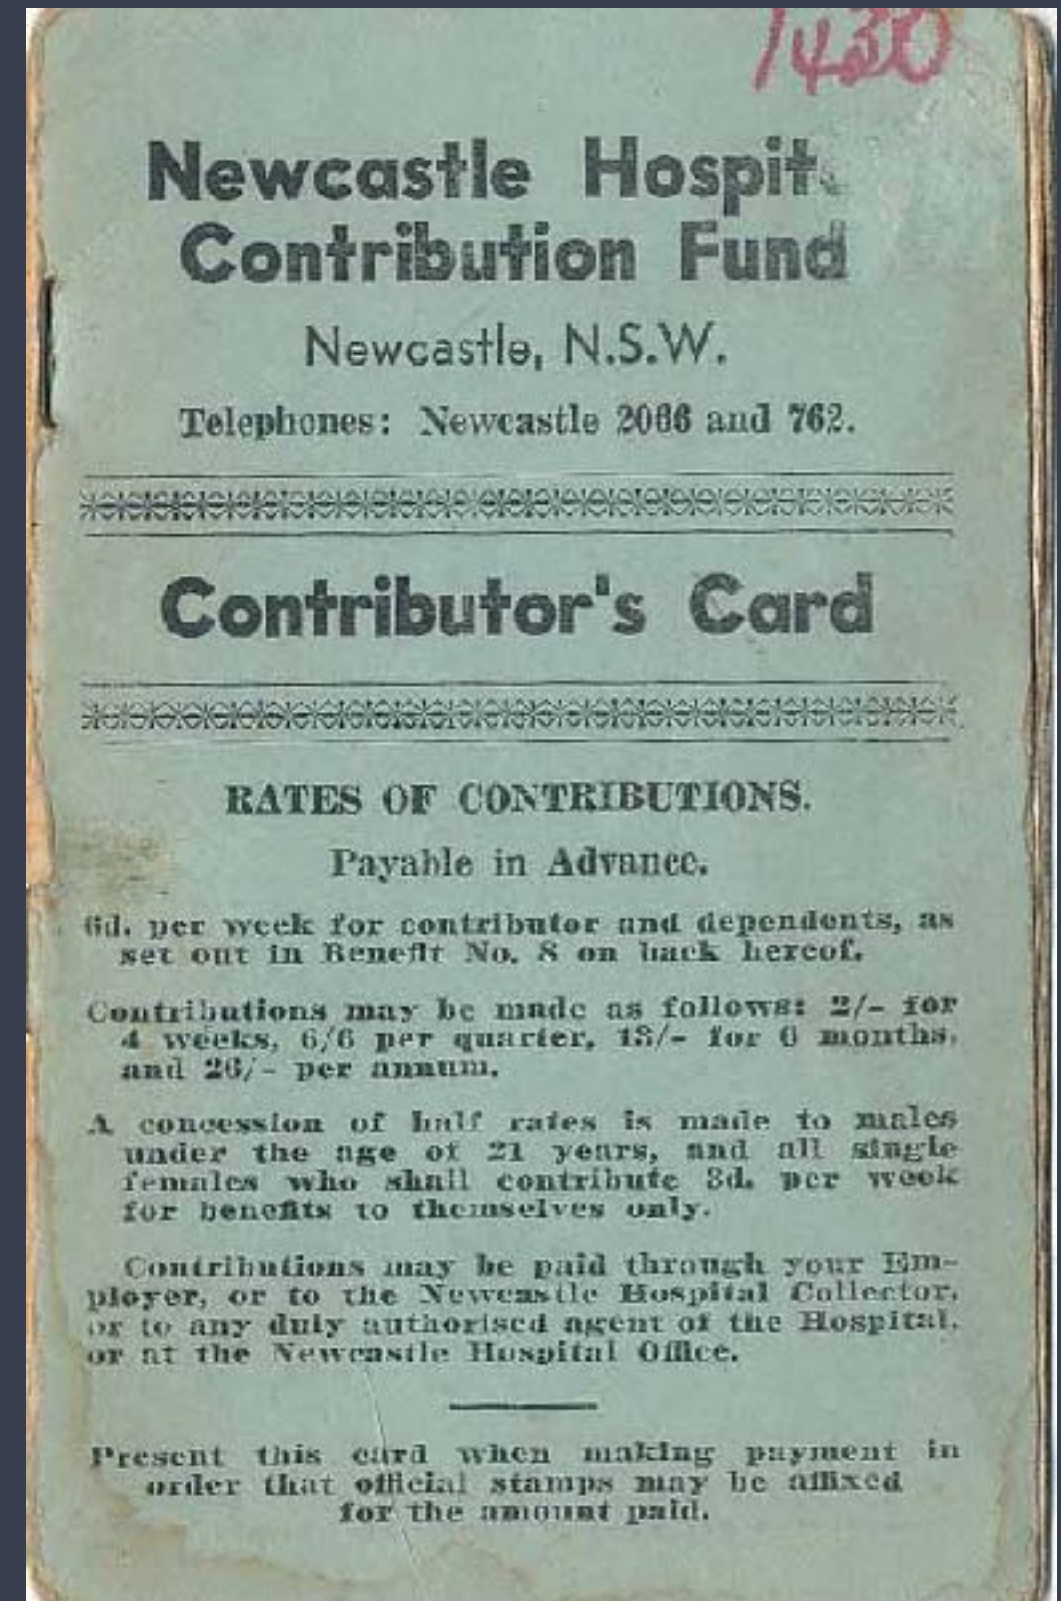 1430
Newcastle Hospit
Contribution Fund
Newcastle, N.S.W.
Telephones: Newcastle 2066 and 762.
Contributor's Card
RATES OF CONTRIBUTIONS.
Payable in Advance.
6d. per week for contributor and dependents, as
set out in Benefit No. 8 on back hereof.
Contributions may be made as follows: 2/- for
4 weeks, 6/6 per quarter, 13/- for 6 months,
and 26/- per annum.
A concession of half rates is made to males
under the age of 21 years, and all single
females who shall contribute 3d. per week
for benefits to themselves only.
Contributions may be paid through your Em-
ployer, or to the Newcastle Hospital Collector,
or to any duly authorised agent of the Hospital,
or at the Newcastle Hospital Office.
Present this card when making payment in
order that official stamps may be affixed
for the amount paid.